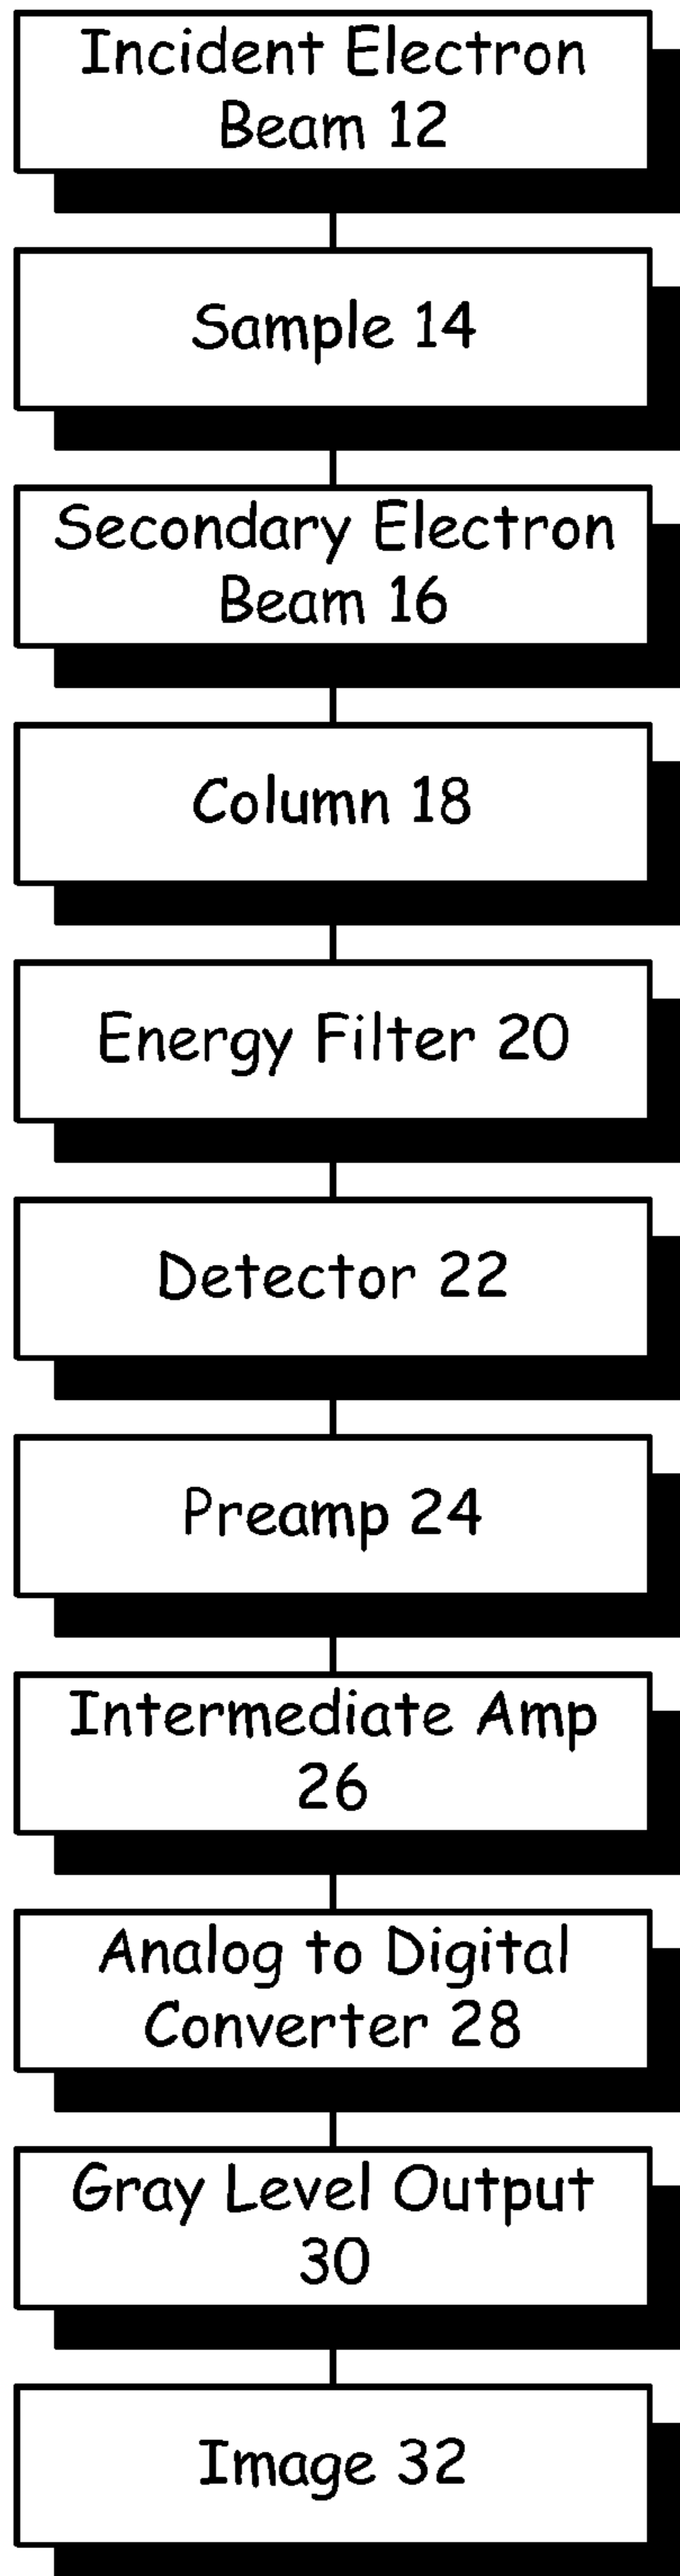 Incident Electron
Beam 12
Sample 14
Secondary Electron
Beam 16
Column 18
Energy Filter 20
Detector 22
Preamp 24
Intermediate Amp
26
Analog to Digital
Converter 28
Gray Level Output
30
Image 32